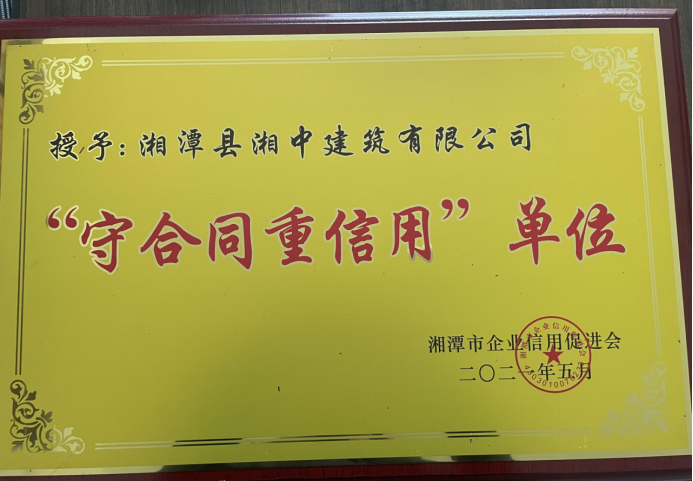 授予：湘潭县湘中建筑有限公司
“守合同重信用”单位
湘潭市企业信用促进会
二〇二一年五月